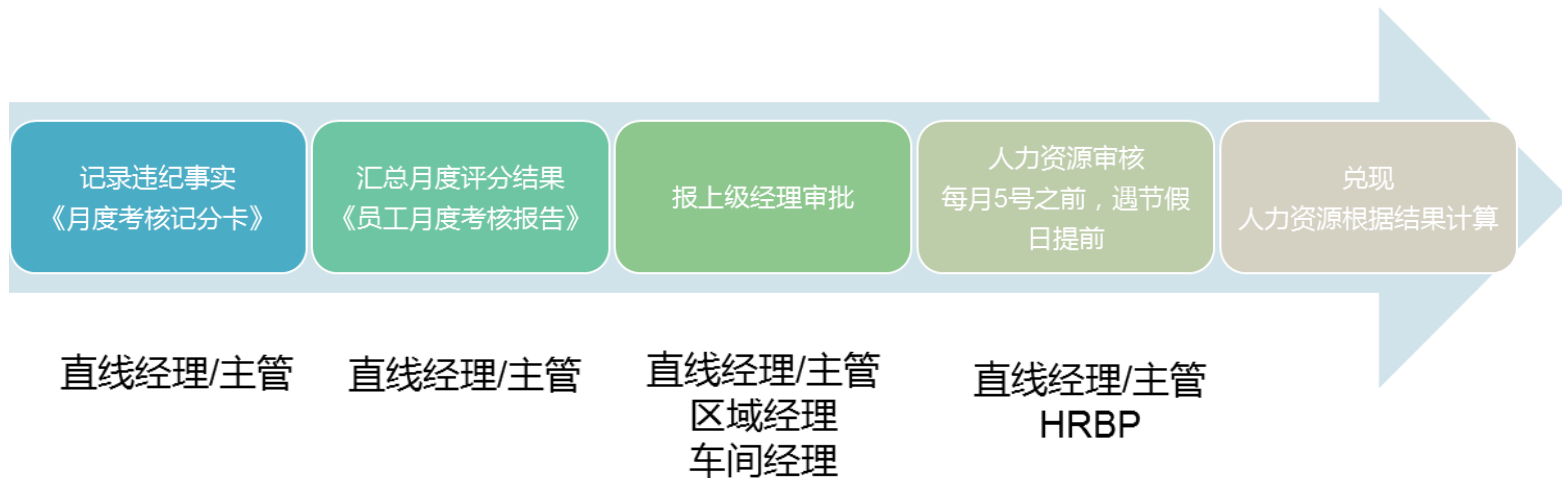 记录违纪事实
《月度考核记分卡》
汇总月度评分结果
《员工月度考核报告》
报上级经理审批
人力资源审核
每月5号之前，遇节假
日提前
兑现
人力资源根据结果计算
直线经理/主管
直线经理/主管
直线经理/主管
区域经理
车间经理
直线经理/主管
HRBP